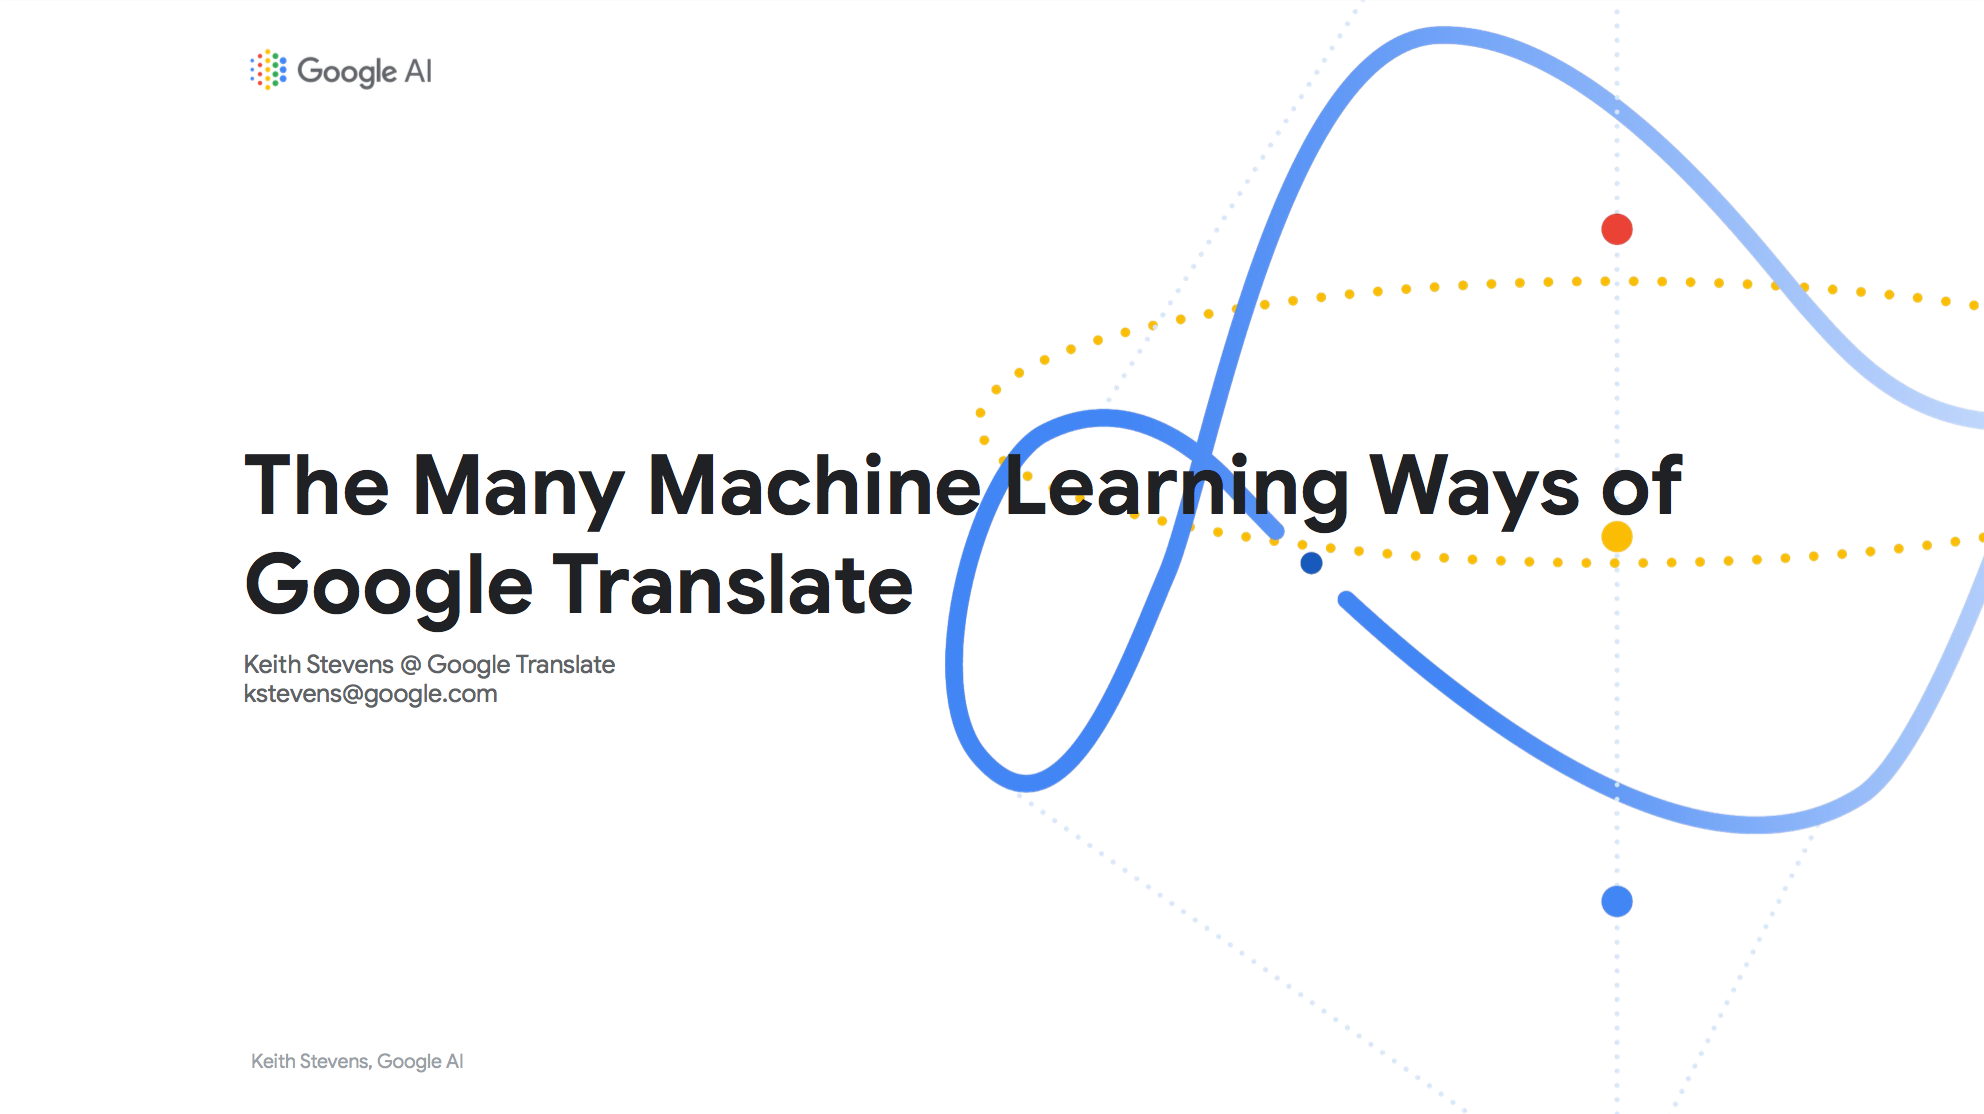 Google AI
The Many Machine Learning Ways of
Google Translate
Keith Stevens @ Google Translate
kstevens@google.com
Keith Stevens, Google AI